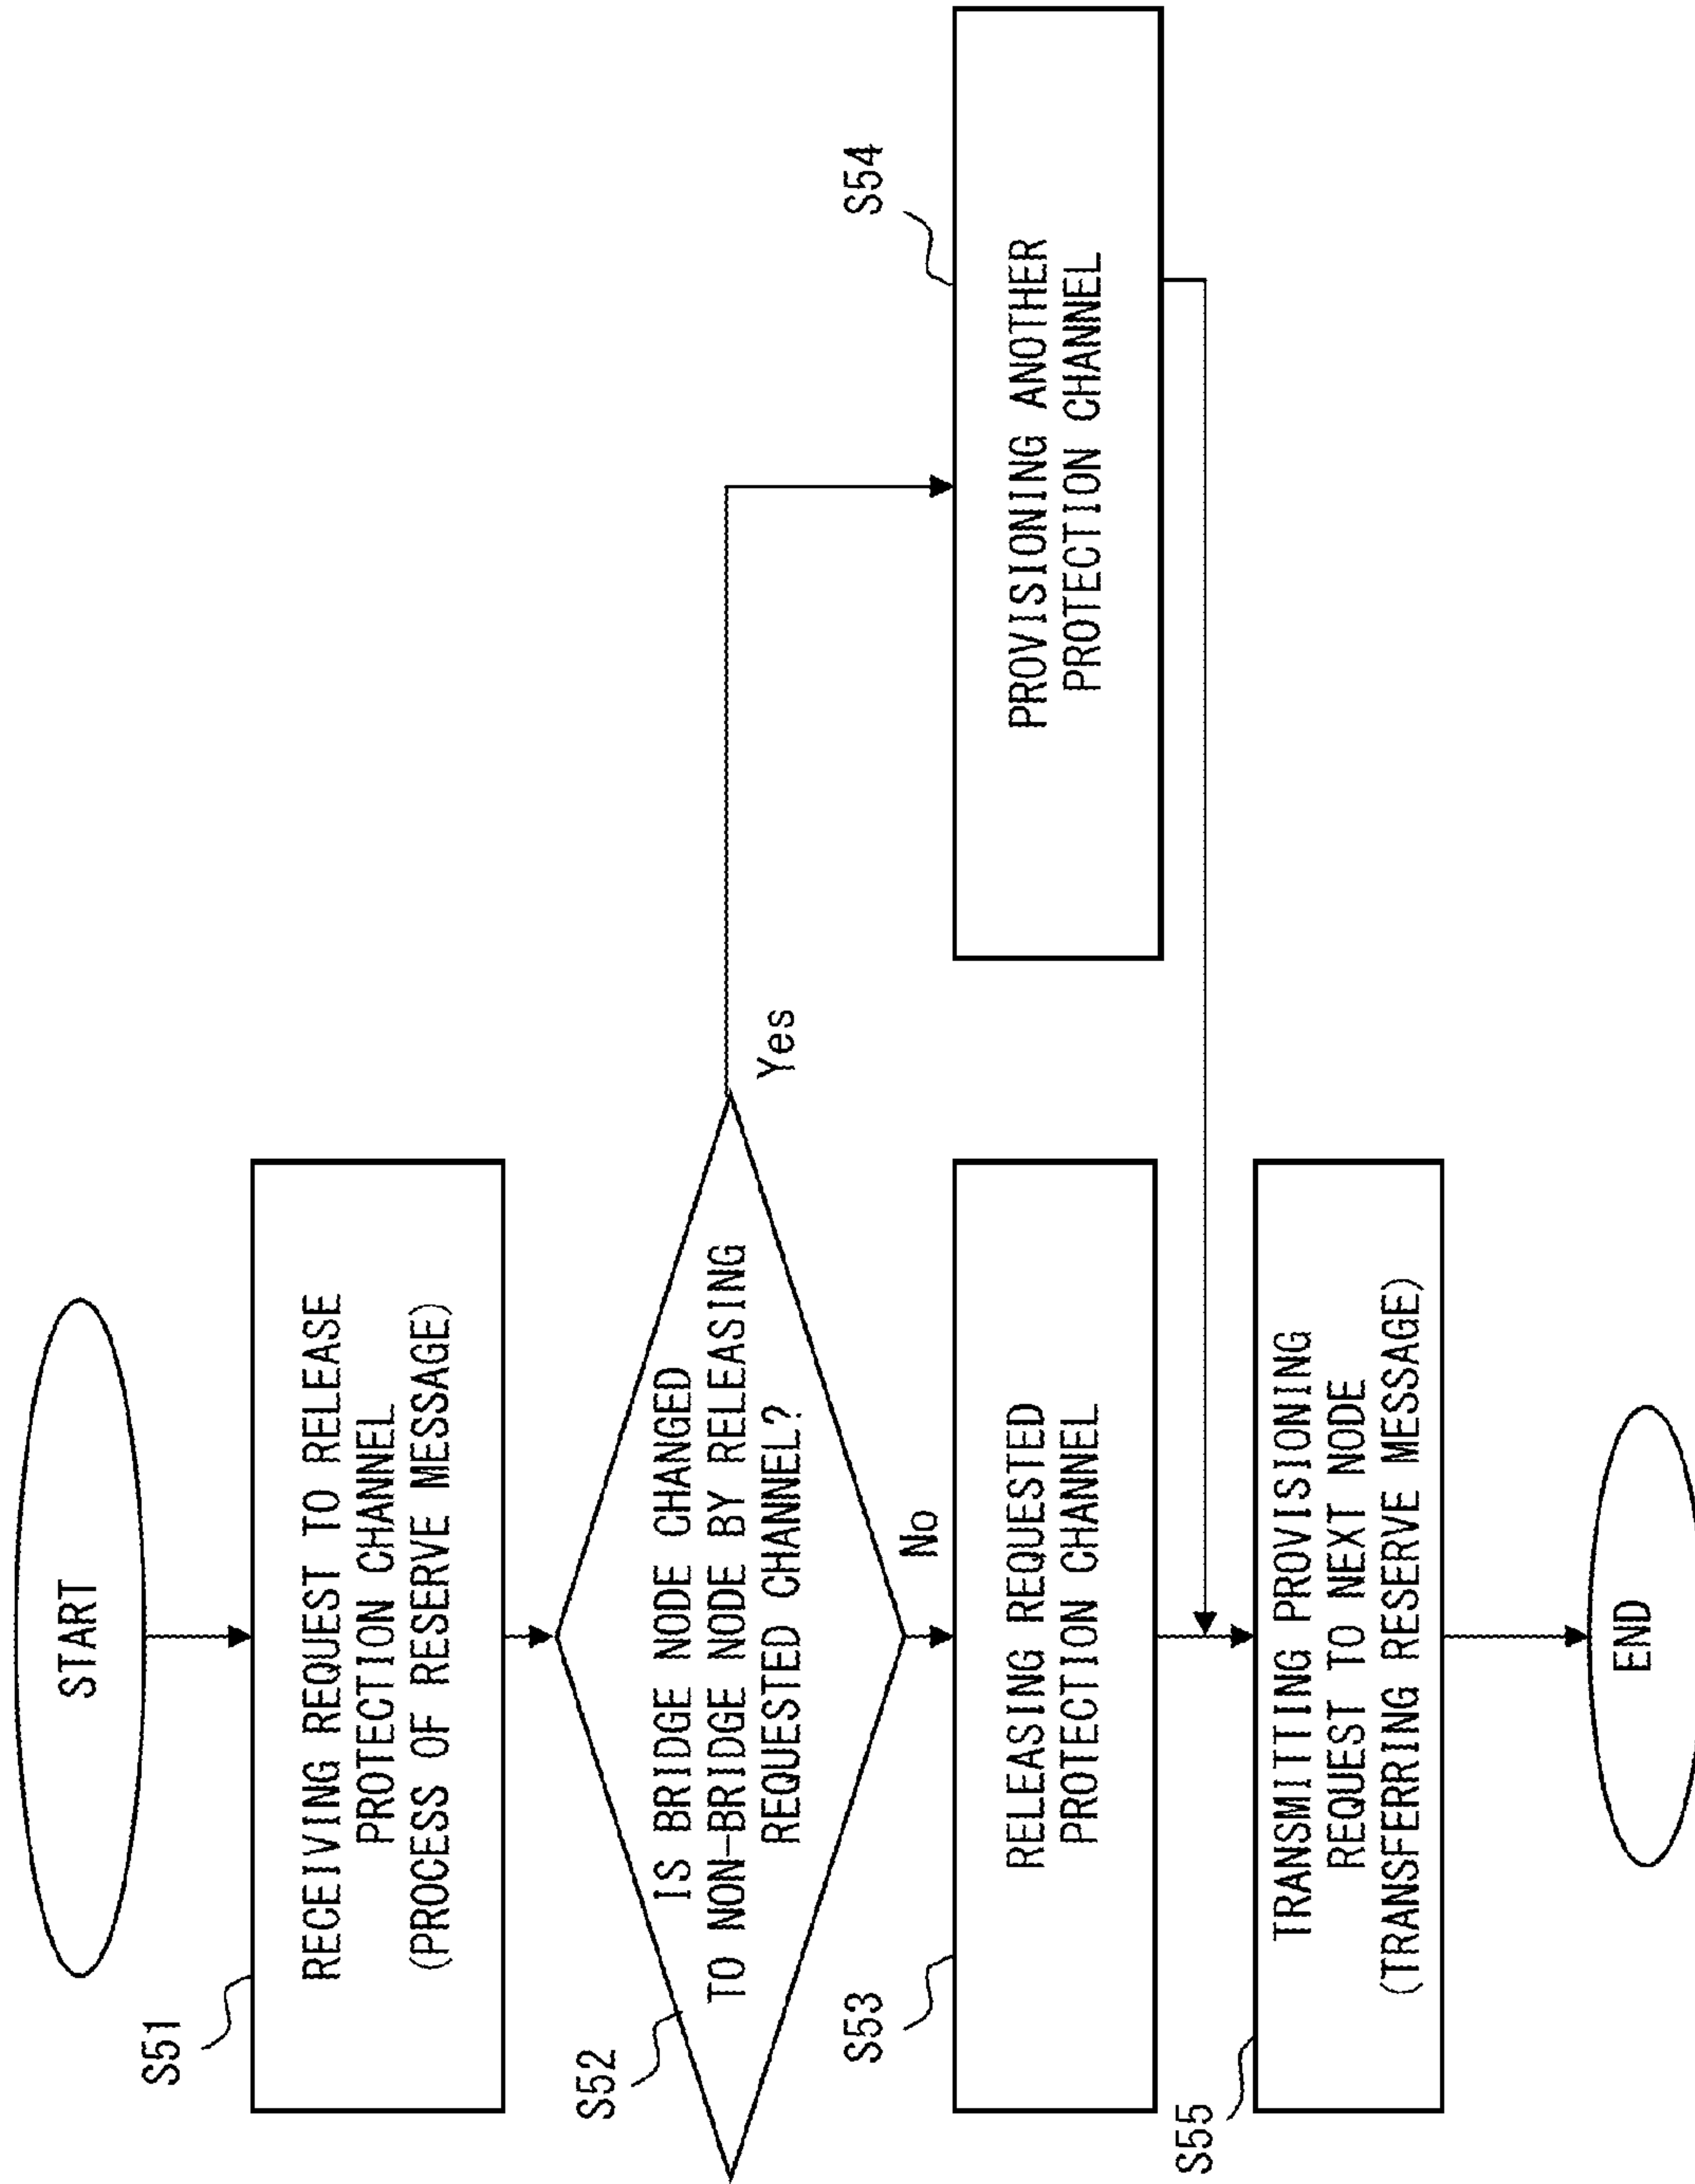 START
S51
RECEIVING REQUEST TO RELEASE
PROTECTION CHANNEL
(PROCESS OF RESERVE MESSAGE)
S52
IS BRIDGE NODE CHANGED
TO NON-BRIDGE NODE BY RELEASING
REQUESTED CHANNEL?
Yes
No
S53
RELEASING REQUESTED
PROTECTION CHANNEL
S54
PROVISIONING ANOTHER
PROTECTION CHANNEL
S55
TRANSMITTING PROVISIONING
REQUEST TO NEXT NODE
(TRANSFERRING RESERVE MESSAGE)
END